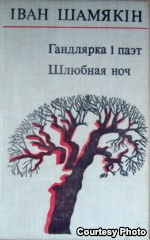 ІВАН ШАМЯКІН
Гандлярка і паэт
Шлюбная ноч
Courtesy Photo